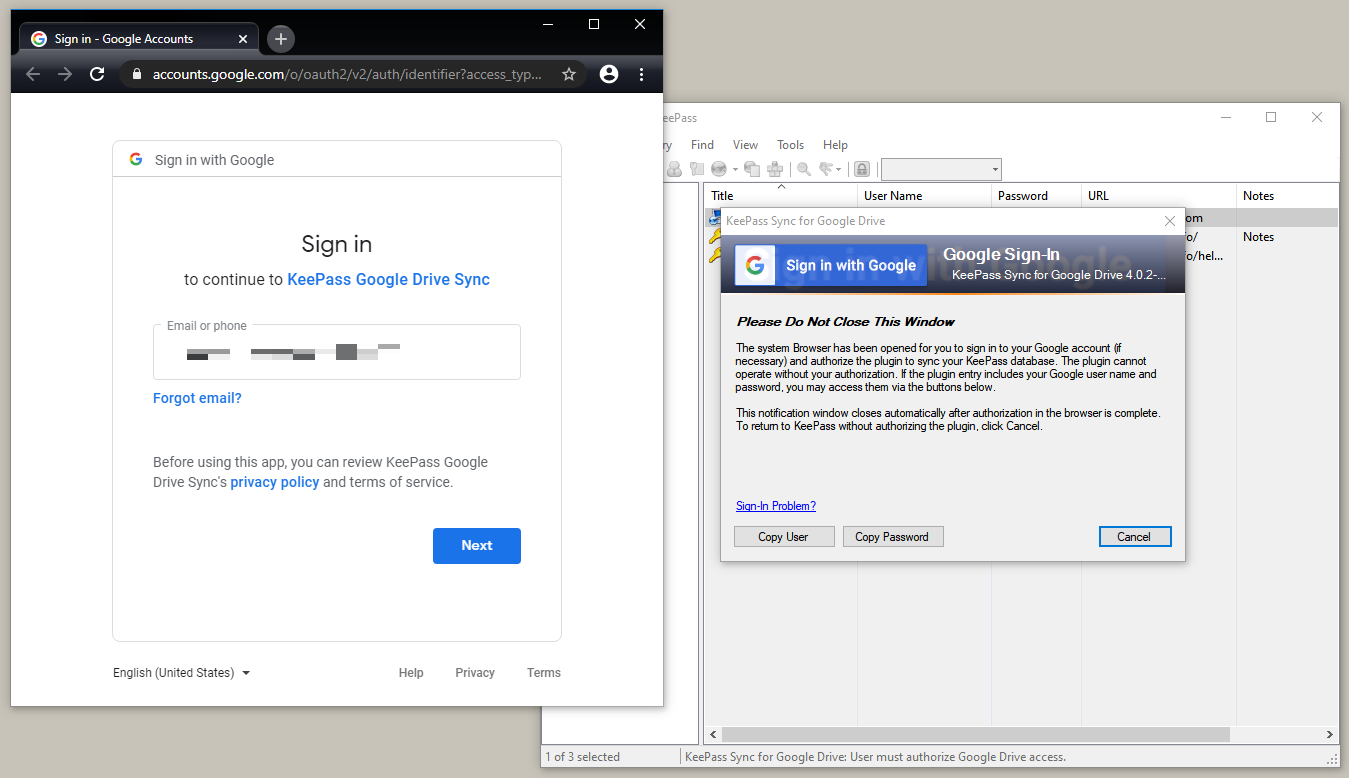 Sign in - Google Accounts
accounts.google.com/o/oauth2/v2/auth/identifier?access_typ...
Sign in with Google
Sign in
to continue to KeePass Google Drive Sync
Email or phone
Forgot email?
Before using this app, you can review KeePass Google
Drive Sync's privacy policy and terms of service.
Next
English (United States)
Help Privacy Terms
Find View Tools Help
Title User Name Password URL Notes
Notes
KeePass Sync for Google Drive
Sign in with Google
Google Sign-In
KeePass Sync for Google Drive 4.0.2-...
Please Do Not Close This Window
The system Browser has been opened for you to sign in to your Google account (if
necessary) and authorize the plugin to sync your KeePass database. The plugin cannot
operate without your authorization. If the plugin entry includes your Google user name and
password, you may access them via the buttons below.
This notification window closes automatically after authorization in the browser is complete.
To return to KeePass without authorizing the plugin, click Cancel.
Sign-In Problem?
Copy User Copy Password Cancel
1 of 3 selected
KeePass Sync for Google Drive: User must authorize Google Drive access.